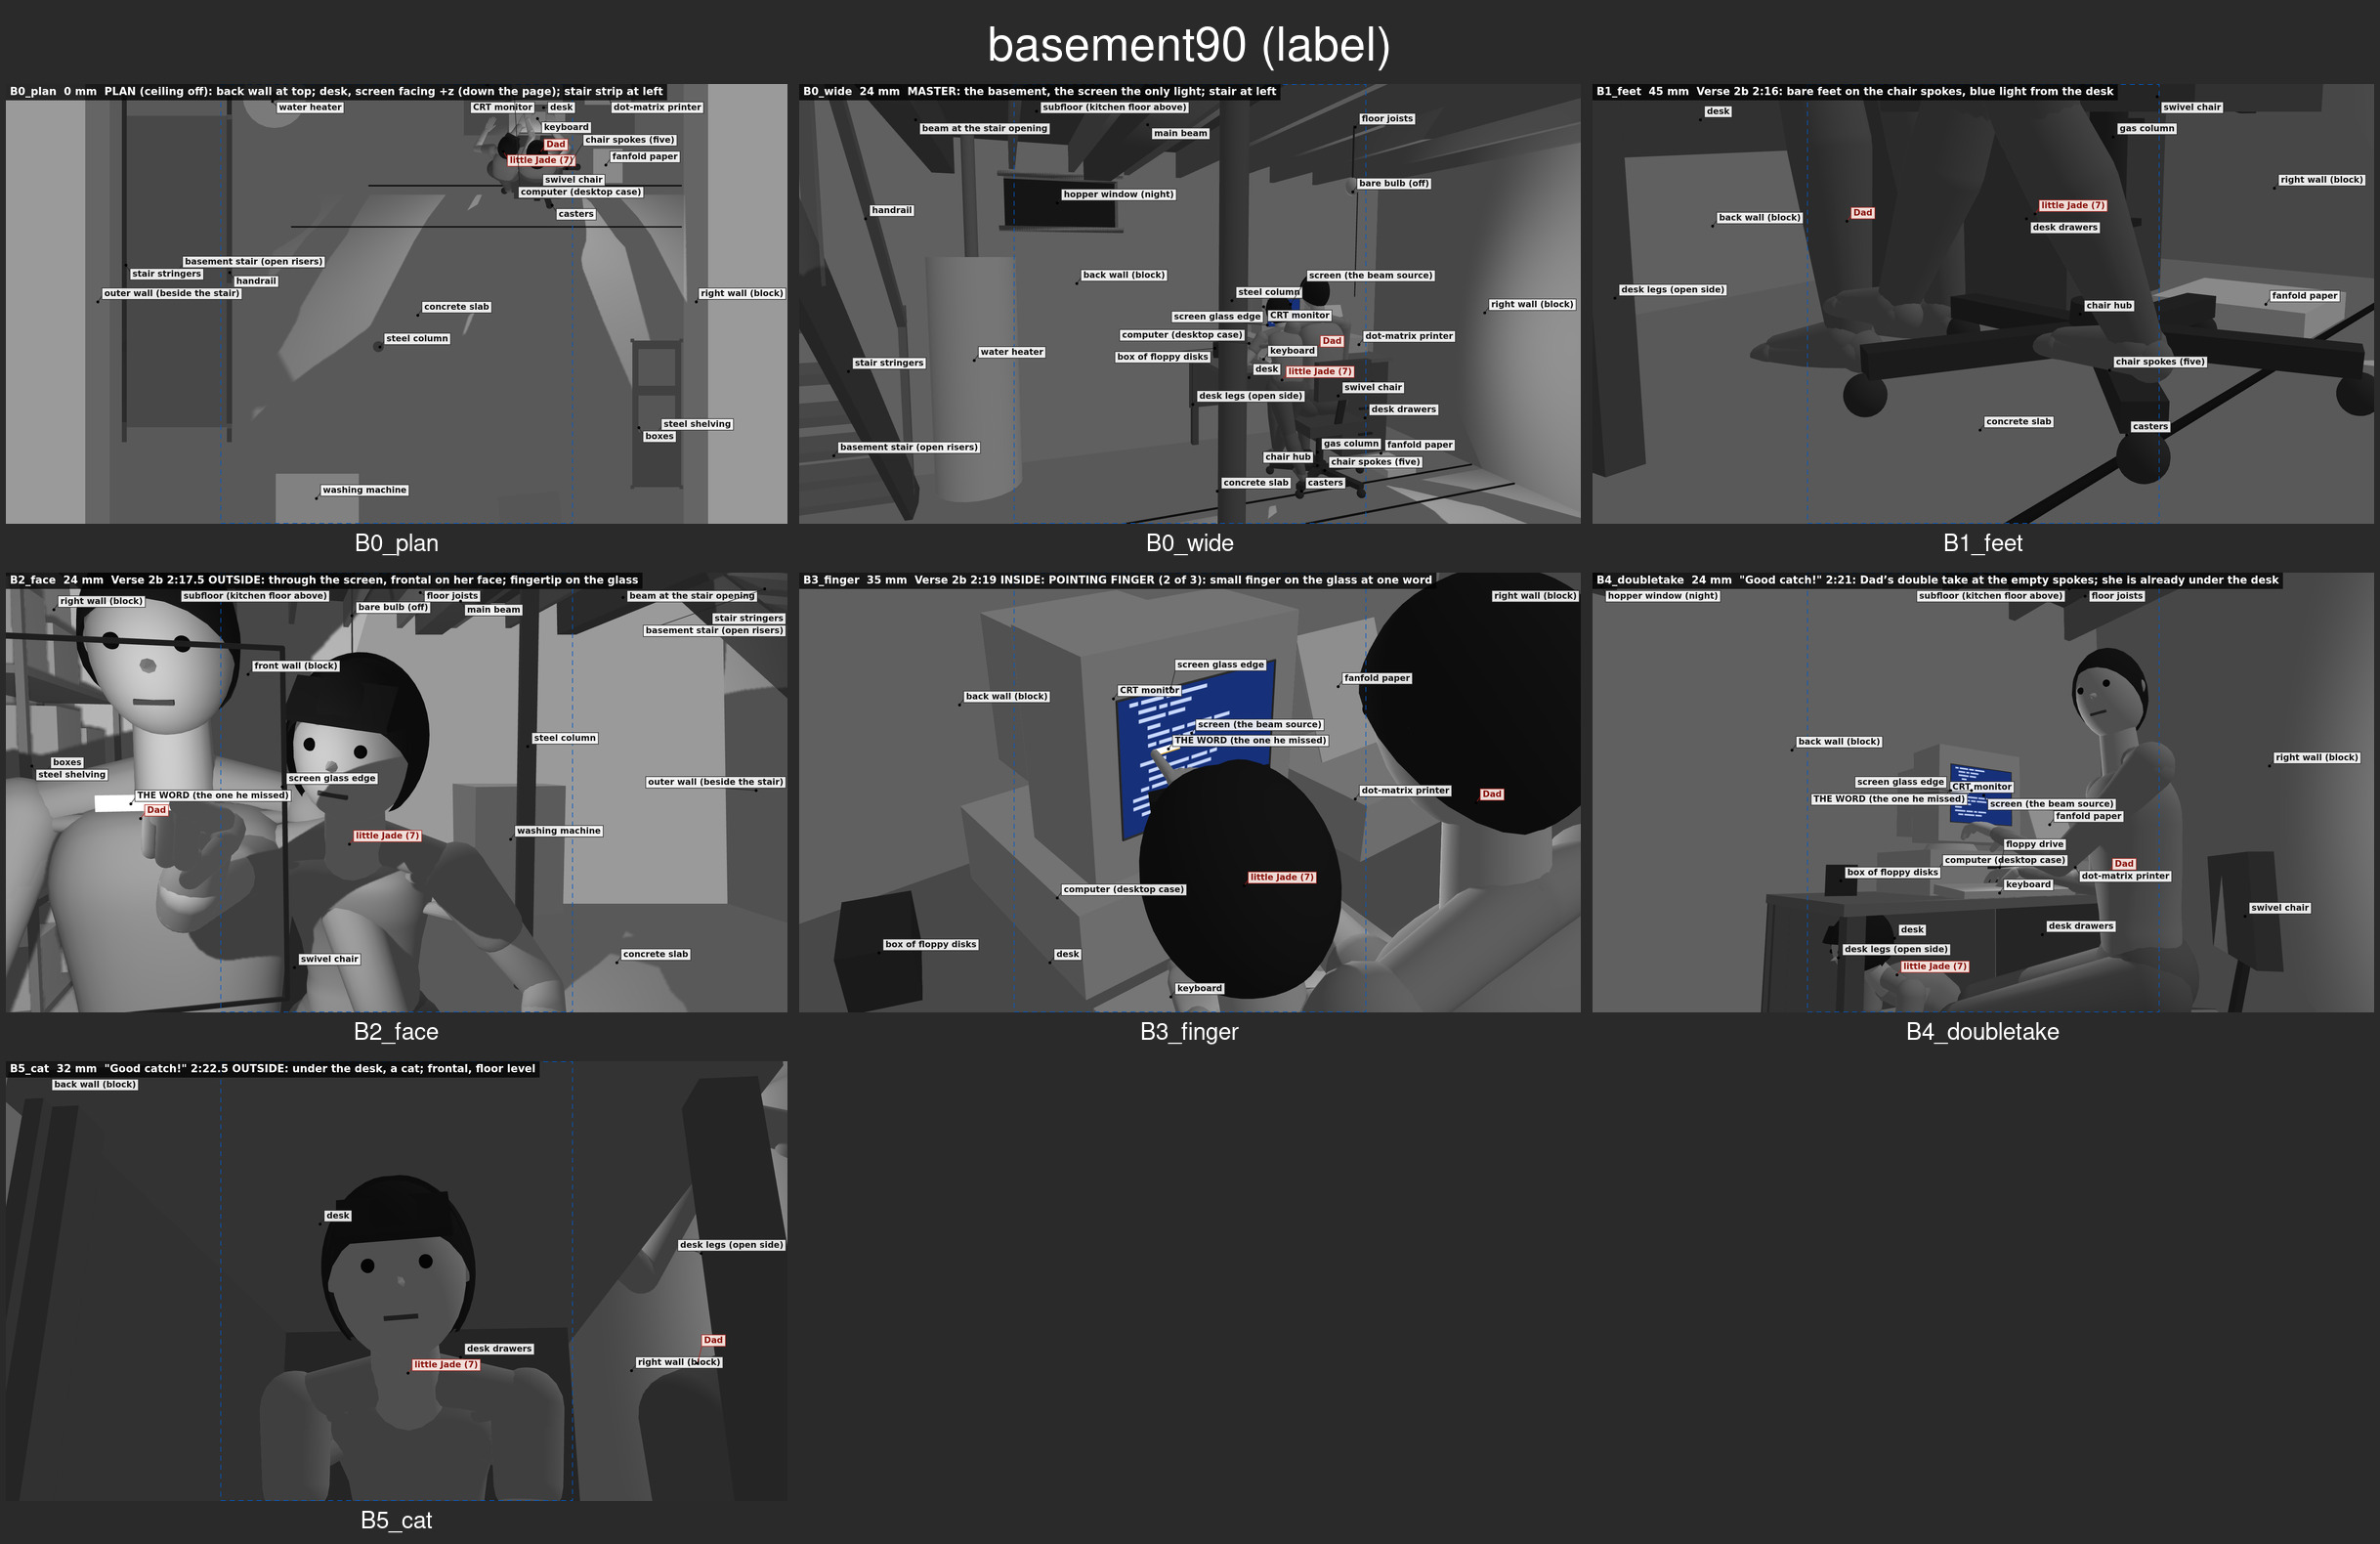 basement90 (label)
B0_plan 0 mm PLAN (ceiling off): back wall at top; desk, screen facing +z (down the page); stair strip at left
water heater
CRT monitor
desk
dot-matrix printer
keyboard
chair spokes (five)
Dad
little Jade (7)
fanfold paper
swivel chair
computer (desktop case)
casters
basement stair (open risers)
stair stringers
handrail
outer wall (beside the stair)
right wall (block)
concrete slab
steel column
steel shelving
boxes
washing machine
B0_plan
B0_wide 24 mm MASTER: the basement, the screen the only light; stair at left
subfloor (kitchen floor above)
beam at the stair opening
main beam
floor joists
bare bulb (off)
hopper window (night)
handrail
back wall (block)
screen (the beam source)
steel column
right wall (block)
screen glass edge
CRT monitor
computer (desktop case)
dot-matrix printer
Dad
keyboard
box of floppy disks
water heater
stair stringers
desk
little Jade (7)
swivel chair
desk legs (open side)
desk drawers
basement stair (open risers)
gas column
fanfold paper
chair hub
chair spokes (five)
concrete slab
casters
B0_wide
B1_feet 45 mm Verse 2b 2:16: bare feet on the chair spokes, blue light from the desk
swivel chair
desk
gas column
right wall (block)
little Jade (7)
Dad
back wall (block)
desk drawers
desk legs (open side)
fanfold paper
chair hub
chair spokes (five)
concrete slab
casters
B1_feet
B2_face 24 mm Verse 2b 2:17.5 OUTSIDE: through the screen, frontal on her face; fingertip on the glass
right wall (block)
subfloor (kitchen floor above)
floor joists
beam at the stair opening
bare bulb (off)
main beam
stair stringers
basement stair (open risers)
front wall (block)
steel column
boxes
steel shelving
screen glass edge
outer wall (beside the stair)
THE WORD (the one he missed)
Dad
little Jade (7)
washing machine
swivel chair
concrete slab
B2_face
B3_finger 35 mm Verse 2b 2:19 INSIDE: POINTING FINGER (2 of 3): small finger on the glass at one word
right wall (block)
screen glass edge
fanfold paper
CRT monitor
back wall (block)
screen (the beam source)
THE WORD (the one he missed)
dot-matrix printer
Dad
little Jade (7)
computer (desktop case)
box of floppy disks
desk
keyboard
B3_finger
B4_doubletake 24 mm "Good catch!" 2:21: Dad's double take at the empty spokes; she is already under the desk
hopper window (night)
subfloor (kitchen floor above)
floor joists
back wall (block)
right wall (block)
screen glass edge
CRT monitor
THE WORD (the one he missed)
screen (the beam source)
fanfold paper
floppy drive
computer (desktop case)
Dad
box of floppy disks
dot-matrix printer
keyboard
swivel chair
desk
desk drawers
desk legs (open side)
little Jade (7)
B4_doubletake
B5_cat 32 mm "Good catch!" 2:22.5 OUTSIDE: under the desk, a cat; frontal, floor level
back wall (block)
desk
desk legs (open side)
Dad
desk drawers
little Jade (7)
right wall (block)
B5_cat